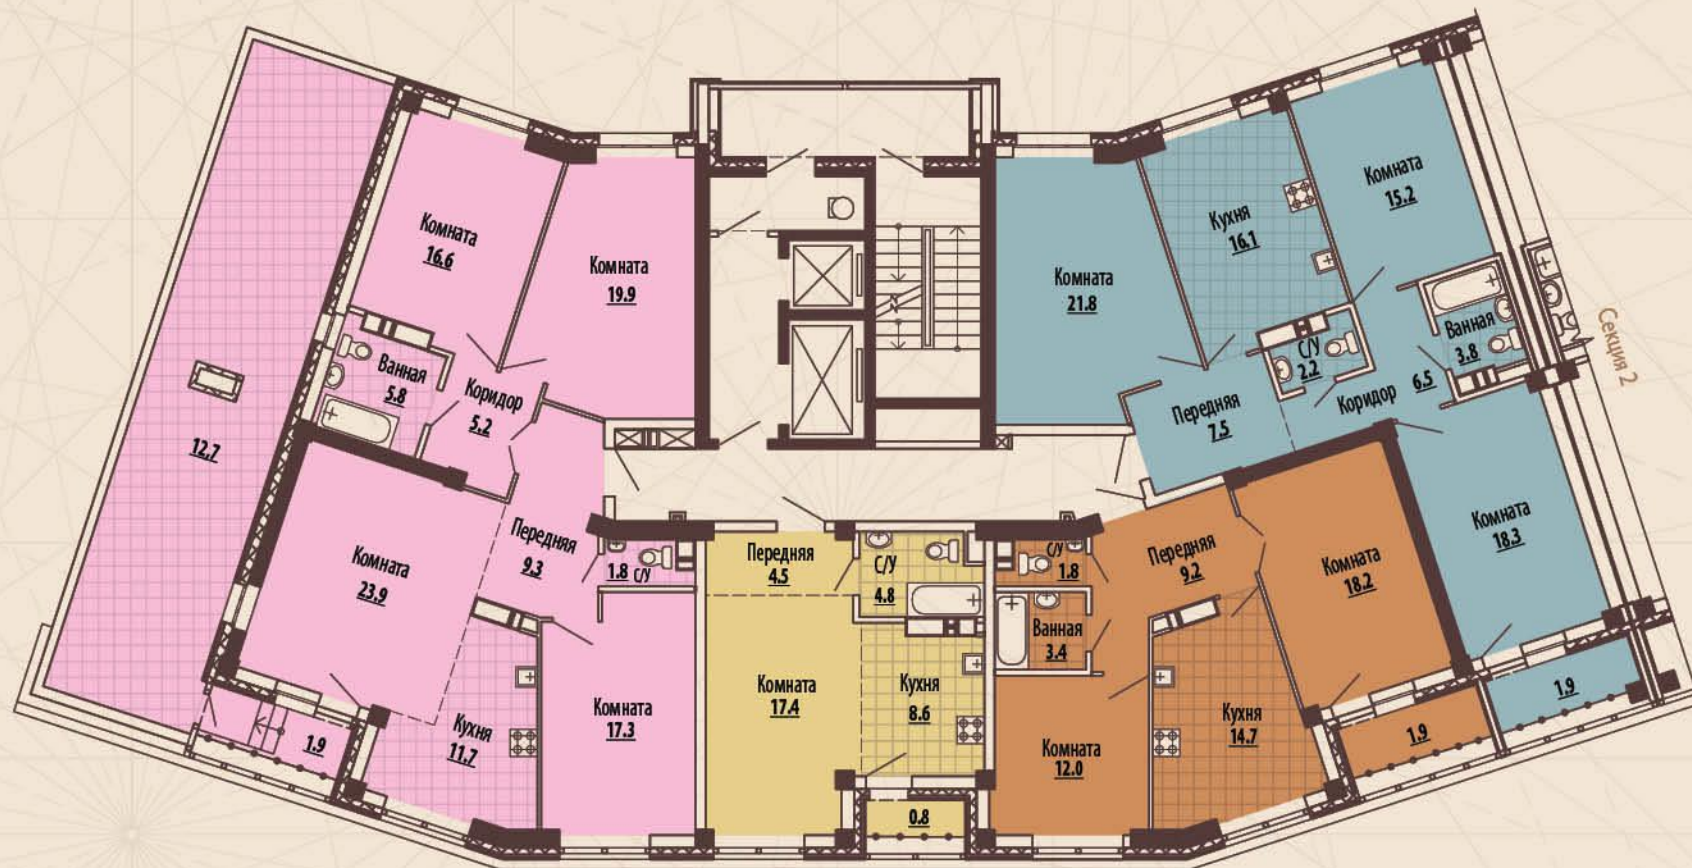 Комната
16.6
Комната
19.9
Ванная
5.8
Коридор
5.2
12.7
Комната
23.9
Передняя
9.3
1.8 С/У
Кухня
11.7
Комната
17.3
1.9
Передняя
4.5
С/У
4.8
Комната
17.4
Кухня
8.6
0.8
С/У
1.8
Ванная
3.4
Передняя
9.2
Комната
18.2
Комната
12.0
Кухня
14.7
1.9
Комната
21.8
Кухня
16.1
Комната
15.2
С/У
2.2
Ванная
3.8
Передняя
7.5
Коридор 6.5
Комната
18.3
1.9
Секция 2